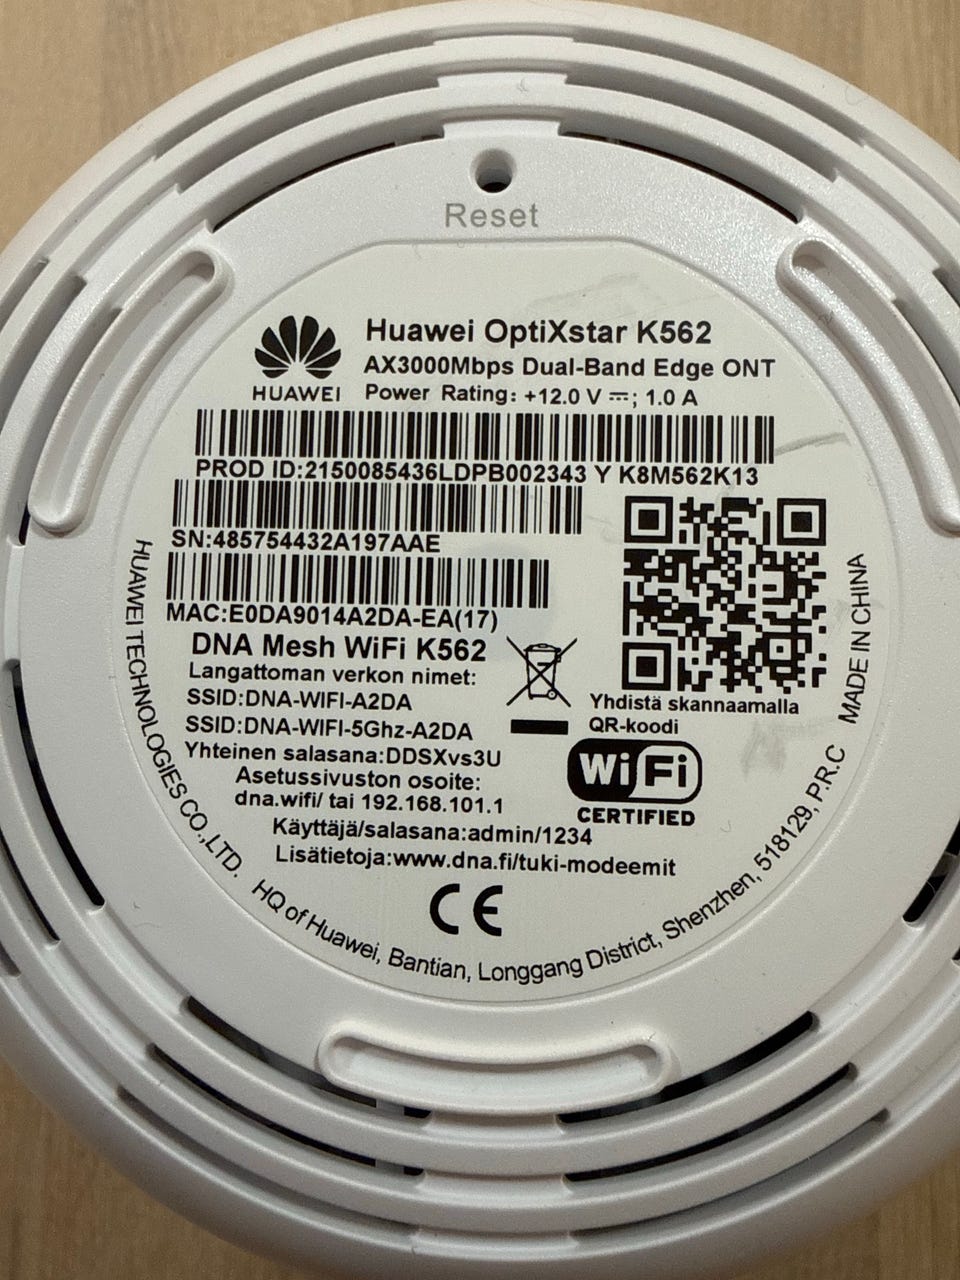 Reset
HUAWEI
Huawei OptiXstar K562
AX3000Mbps Dual-Band Edge ONT
Power Rating: +12.0 V ⎓; 1.0 A
PROD ID:2150085436LDPB002343 Y K8M562K13
SN:485754432A197AAE
MAC:E0DA9014A2DA-EA(17)
DNA Mesh WiFi K562
Langattoman verkon nimet:
SSID:DNA-WIFI-A2DA
SSID:DNA-WIFI-5Ghz-A2DA
Yhteinen salasana:DDSXvs3U
Asetussivuston osoite:
dna.wifi/ tai 192.168.101.1
Käyttäjä/salasana:admin/1234
Lisätietoja:www.dna.fi/tuki-modeemit
Yhdistä skannaamalla
QR-koodi
WiFi
CERTIFIED
CE
HUAWEI TECHNOLOGIES CO.,LTD. HQ of Huawei, Bantian, Longgang District, Shenzhen, 518129, P.R.C MADE IN CHINA